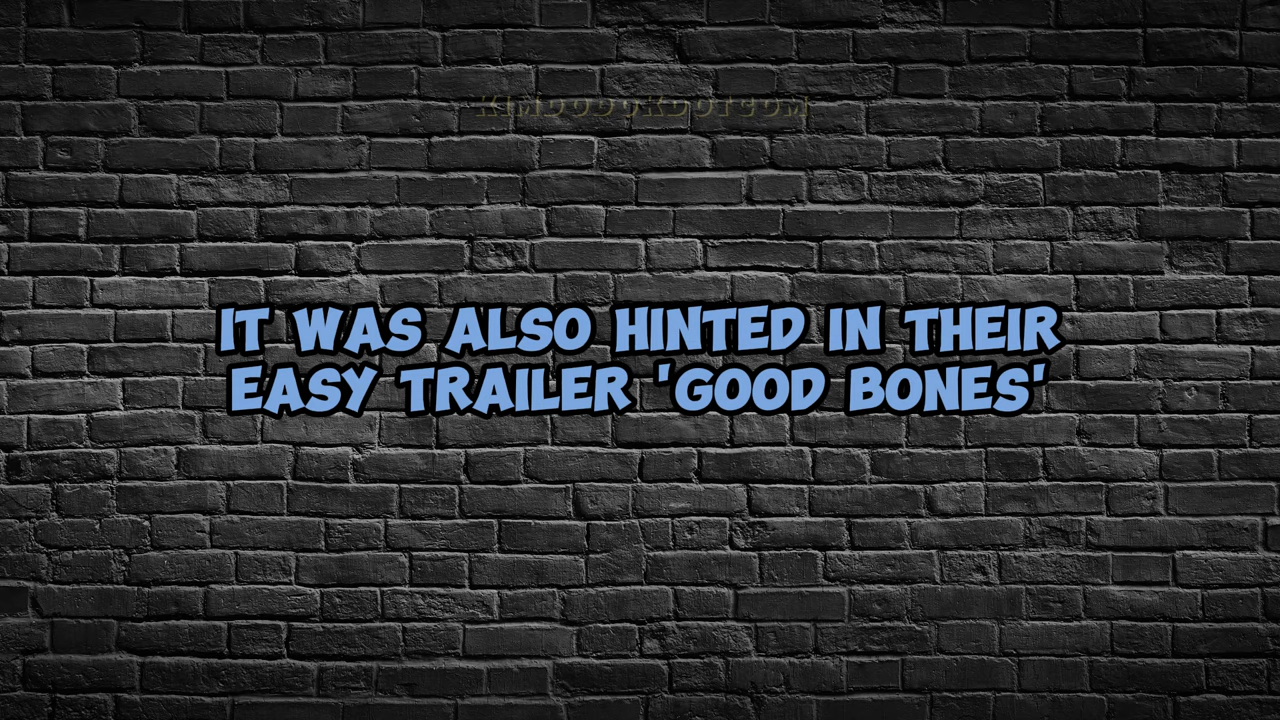 IT WAS ALSO HINTED IN THEIR
EASY TRAILER 'GOOD BONES'